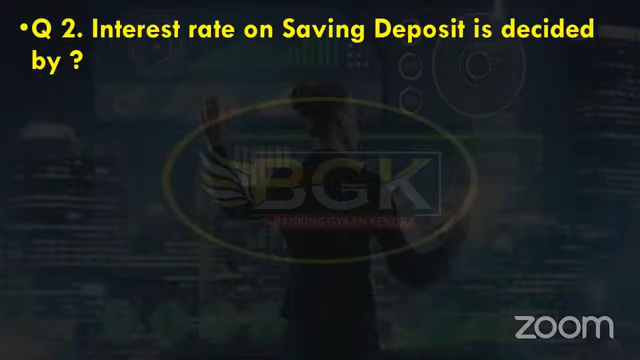 •Q 2. Interest rate on Saving Deposit is decided
by ?
BGK
BANKING GYAAN KENDRA
zoom